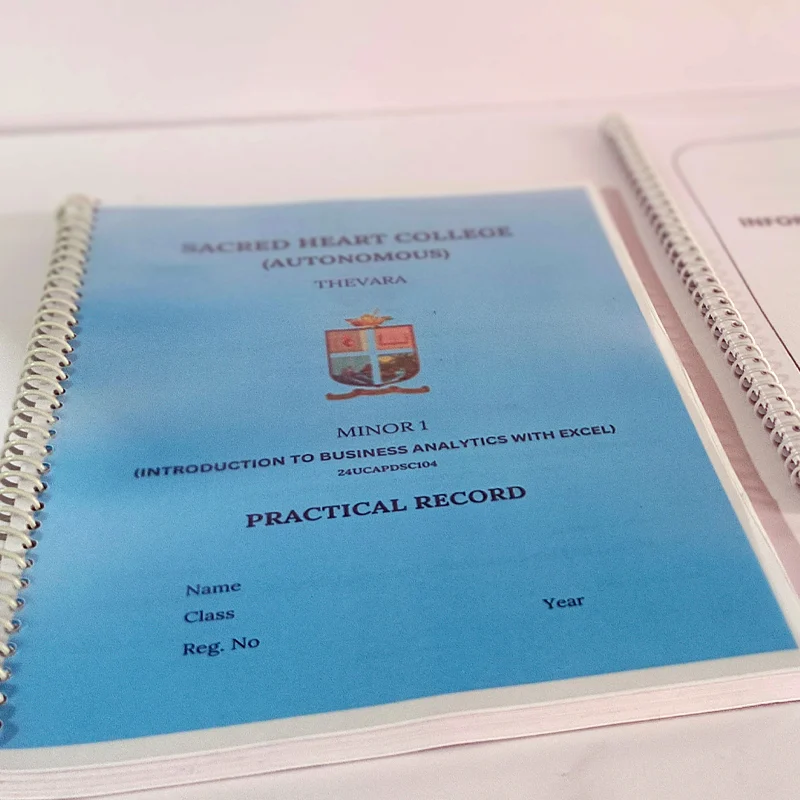 SACRED HEART COLLEGE
(AUTONOMOUS)
THEVARA
MINOR 1
(INTRODUCTION TO BUSINESS ANALYTICS WITH EXCEL)
24UCAPDSC104
PRACTICAL RECORD
Name
Class
Year
Reg. No